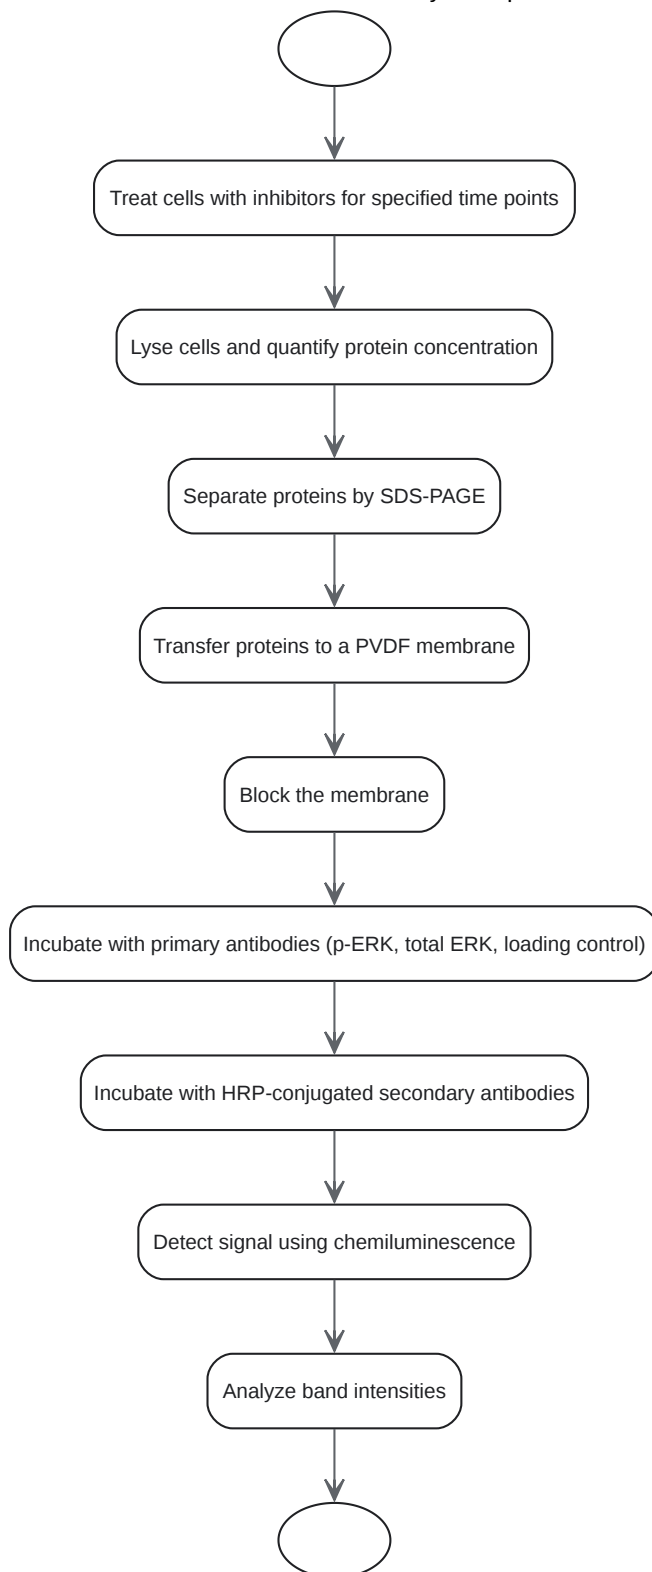 Treat cells with inhibitors for specified time points
Lyse cells and quantify protein concentration
Separate proteins by SDS-PAGE
Transfer proteins to a PVDF membrane
Block the membrane
Incubate with primary antibodies (p-ERK, total ERK, loading control)
Incubate with HRP-conjugated secondary antibodies
Detect signal using chemiluminescence
Analyze band intensities